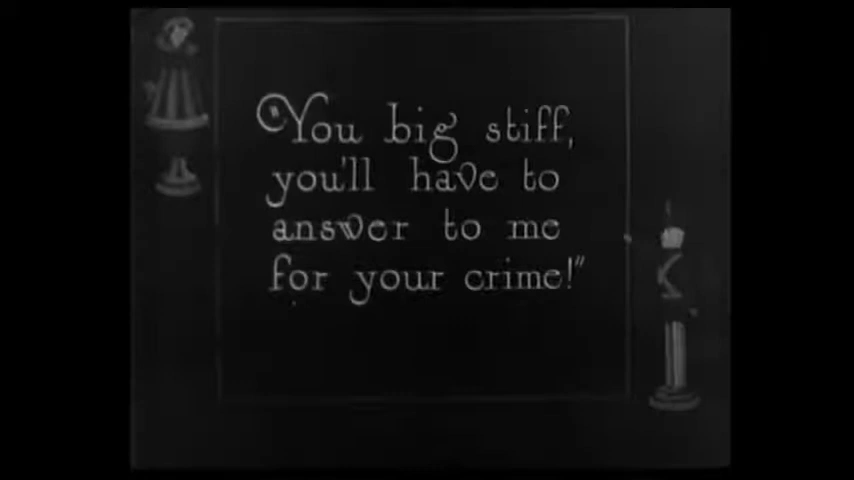 "You big stiff,
you'll have to
answer to me
for your crime!"